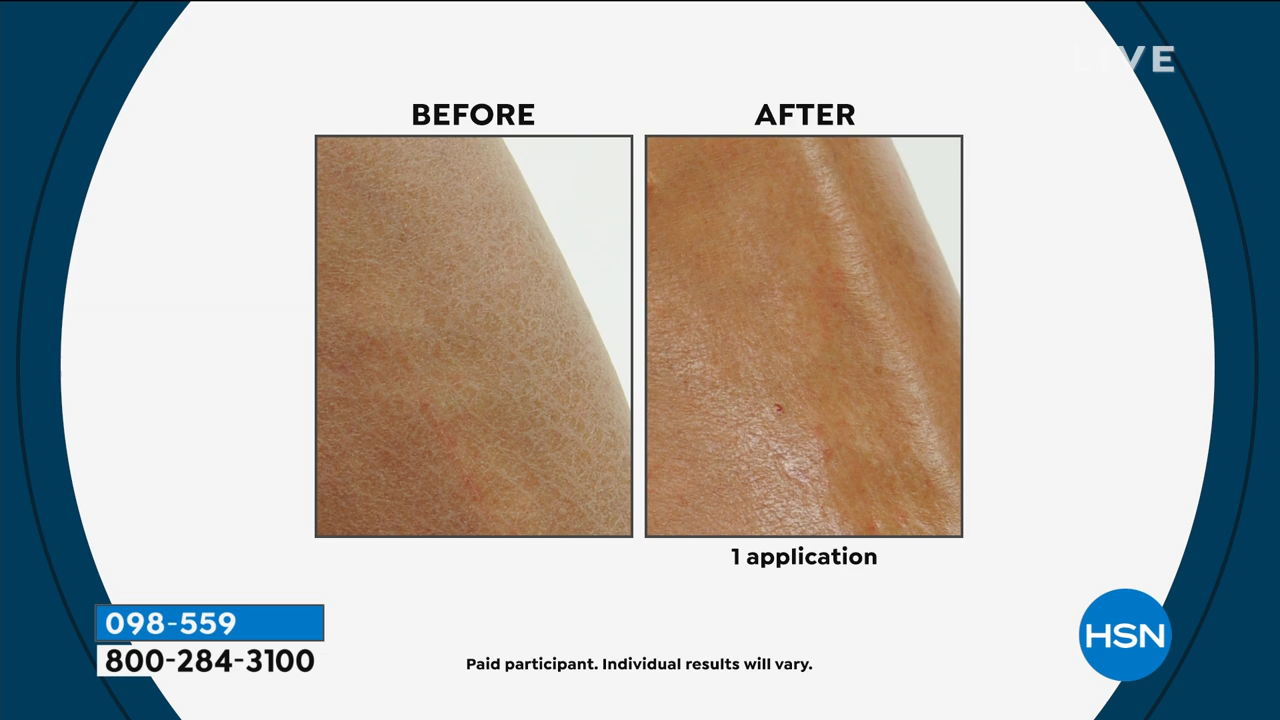 LIVE
BEFORE
AFTER
1 application
098-559
800-284-3100
Paid participant. Individual results will vary.
HSN